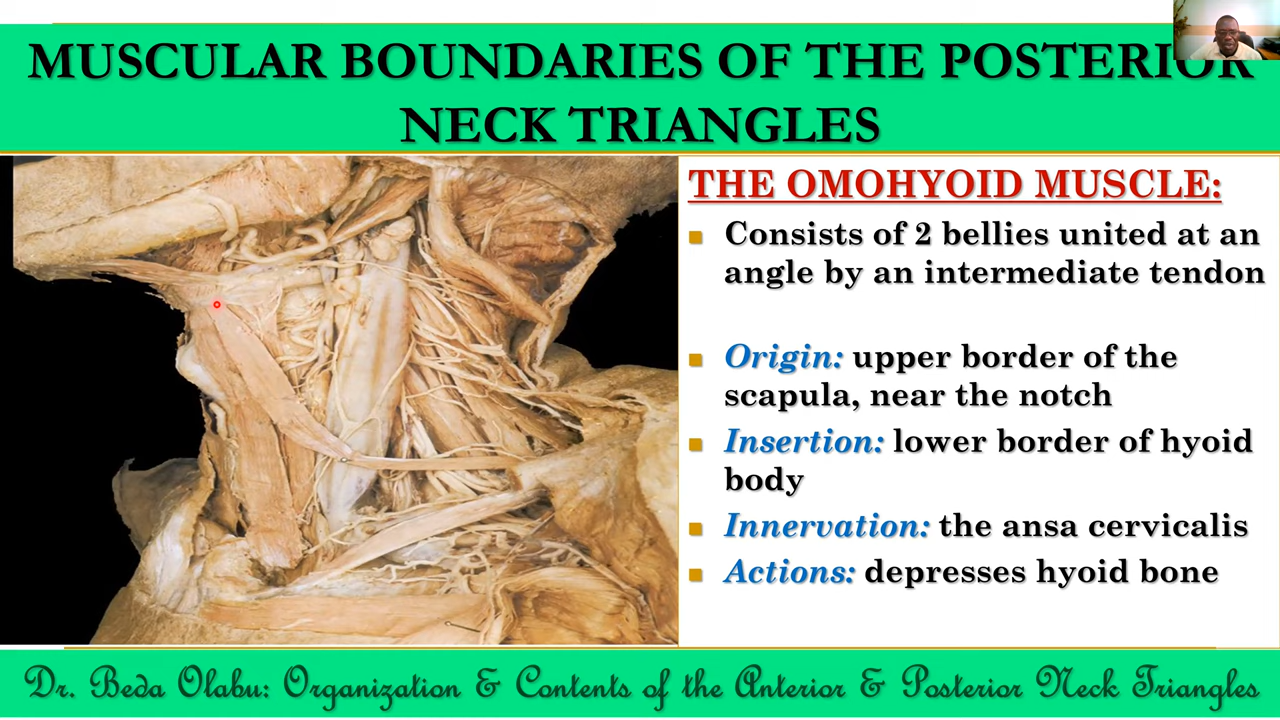 MUSCULAR BOUNDARIES OF THE POSTERIOR
NECK TRIANGLES
THE OMOHYOID MUSCLE:
Consists of 2 bellies united at an
angle by an intermediate tendon
Origin: upper border of the
scapula, near the notch
Insertion: lower border of hyoid
body
Innervation: the ansa cervicalis
Actions: depresses hyoid bone
Dr. Beda Olabu: Organization & Contents of the Anterior & Posterior Neck Triangles